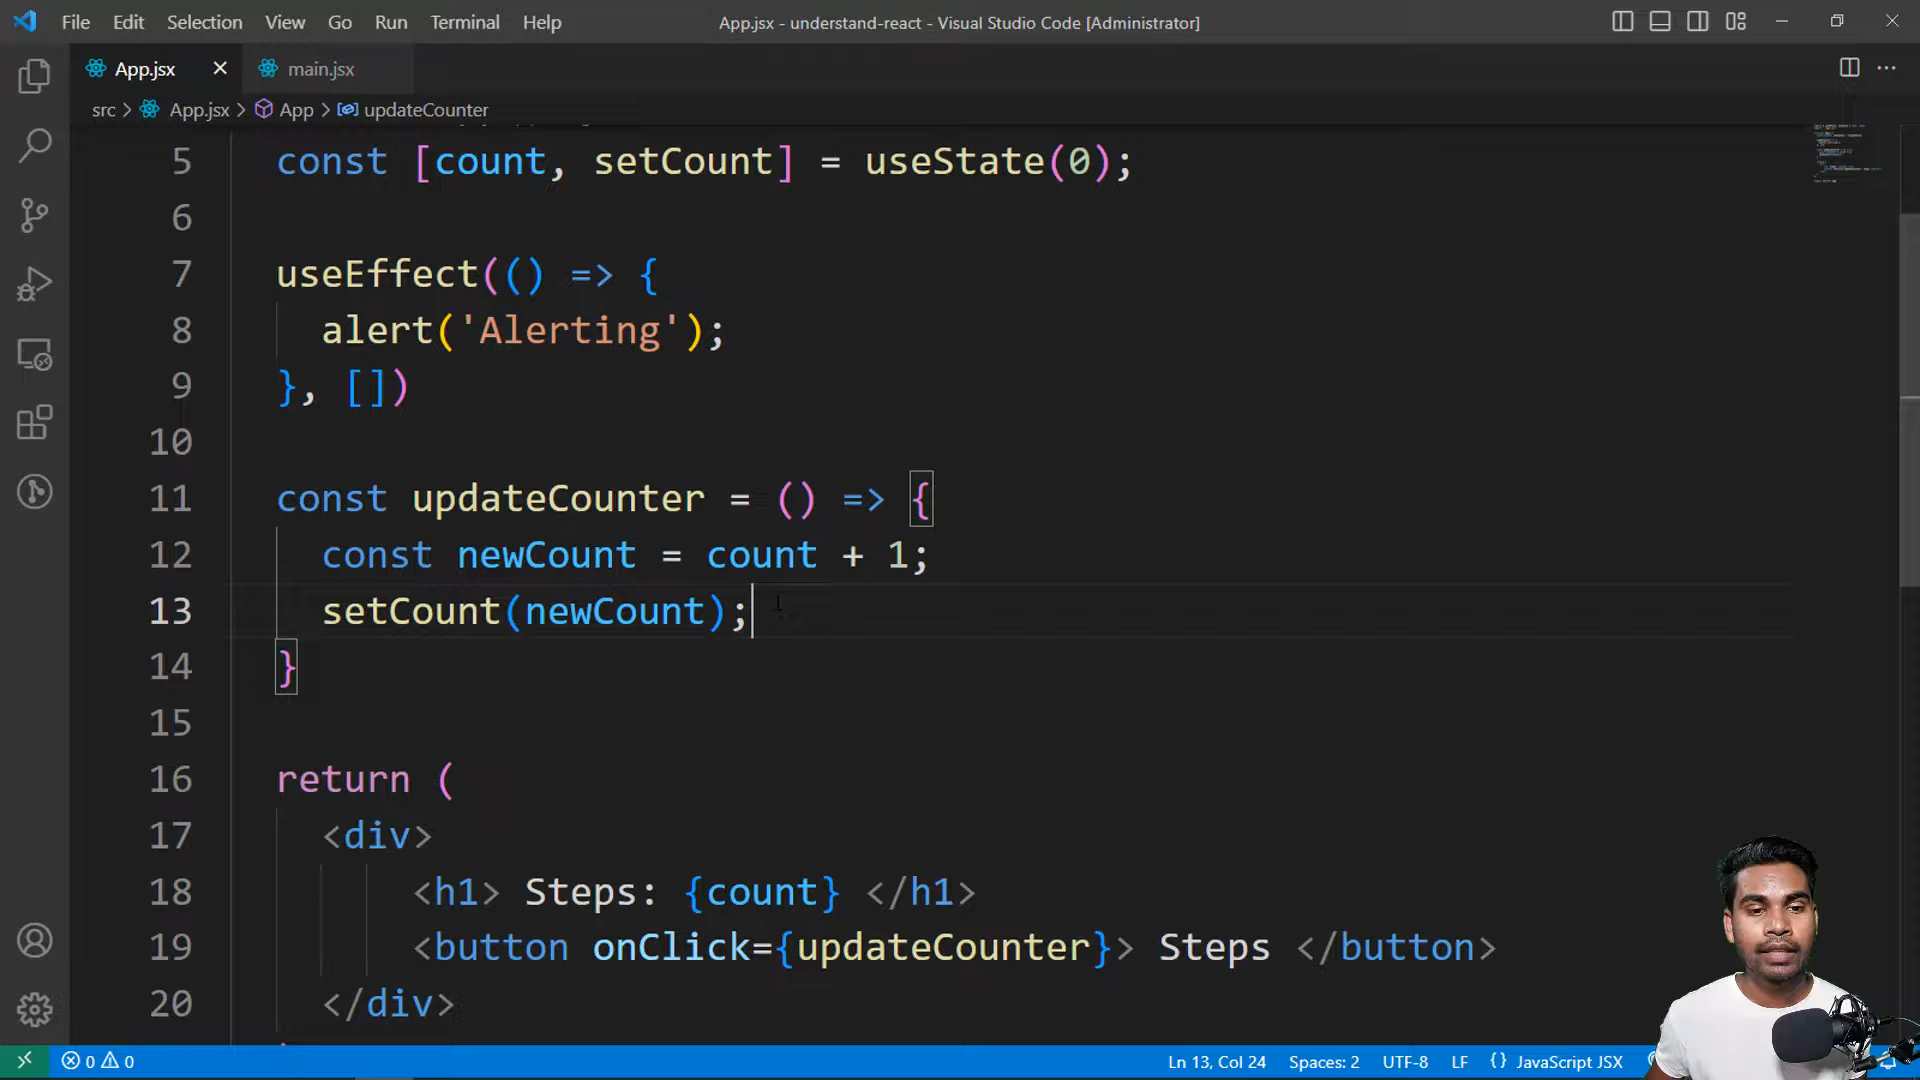 File Edit Selection View Go Run Terminal Help
App.jsx - understand-react - Visual Studio Code [Administrator]
App.jsx main.jsx
src > App.jsx > App > updateCounter
5 const [count, setCount] = useState(0);
6
7 useEffect(() => {
8 alert('Alerting');
9 }, [])
10
11 const updateCounter = () => {
12 const newCount = count + 1;
13 setCount(newCount);
14 }
15
16 return (
17 <div>
18 <h1> Steps: {count} </h1>
19 <button onClick={updateCounter}> Steps </button>
20 </div>
0 0 Ln 13, Col 24 Spaces: 2 UTF-8 LF {} JavaScript JSX